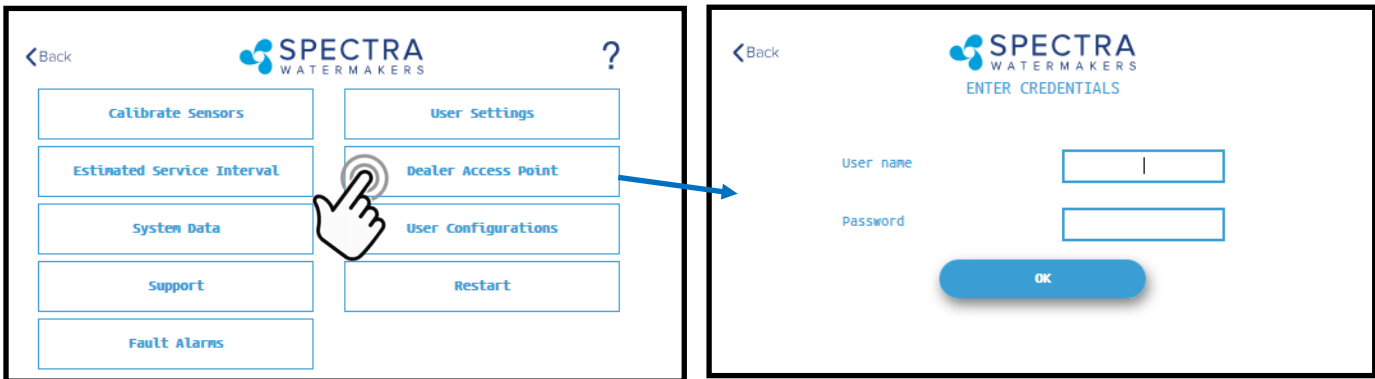 Back
SPECTRA
WATERMAKERS
?
Calibrate Sensors
User Settings
Estimated Service Interval
Dealer Access Point
System Data
User Configurations
Support
Restart
Fault Alarms
Back
SPECTRA
WATERMAKERS
ENTER CREDENTIALS
User name
Password
OK